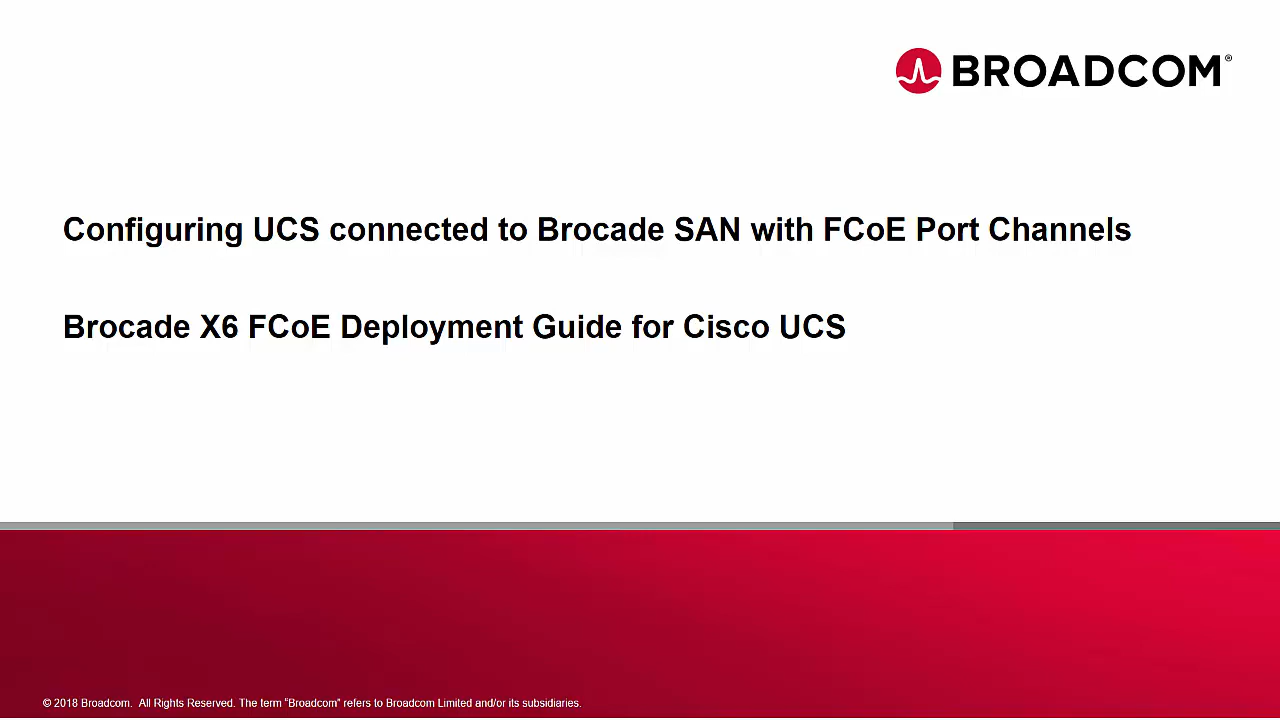 BROADCOM®
Configuring UCS connected to Brocade SAN with FCoE Port Channels
Brocade X6 FCoE Deployment Guide for Cisco UCS
© 2018 Broadcom. All Rights Reserved. The term "Broadcom" refers to Broadcom Limited and/or its subsidiaries.